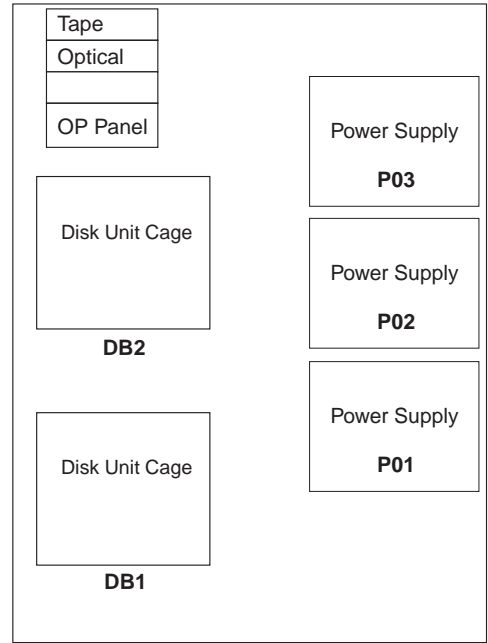 Tape
Optical
OP Panel
Power Supply
P03
Disk Unit Cage
DB2
Power Supply
P02
Power Supply
P01
Disk Unit Cage
DB1